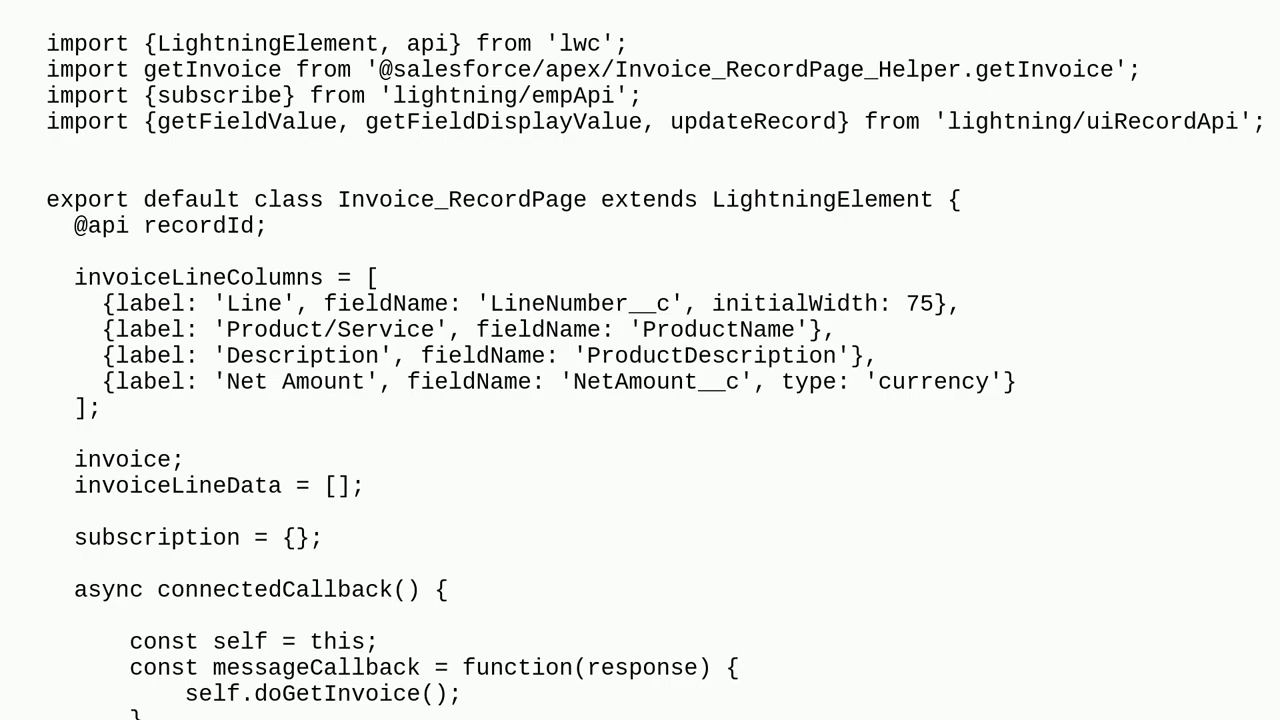 import {LightningElement, api} from 'lwc';
import getInvoice from '@salesforce/apex/Invoice_RecordPage_Helper.getInvoice';
import {subscribe} from 'lightning/empApi';
import {getFieldValue, getFieldDisplayValue, updateRecord} from 'lightning/uiRecordApi';
export default class Invoice_RecordPage extends LightningElement {
@api recordId;
invoiceLineColumns = [
{label: 'Line', fieldName: 'LineNumber__c', initialWidth: 75},
{label: 'Product/Service', fieldName: 'ProductName'},
{label: 'Description', fieldName: 'ProductDescription'},
{label: 'Net Amount', fieldName: 'NetAmount__c', type: 'currency'}
];
invoice;
invoiceLineData = [];
subscription = {};
async connectedCallback() {
const self = this;
const messageCallback = function(response) {
self.doGetInvoice();
}